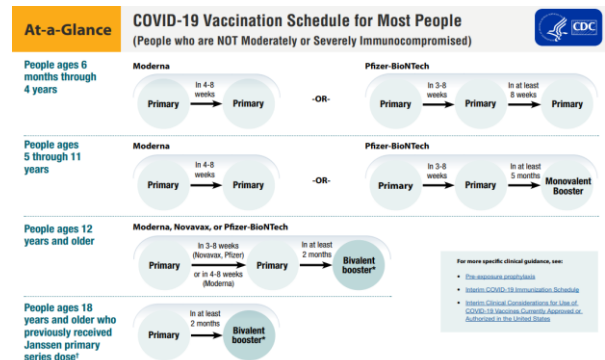 At-a-Glance
COVID-19 Vaccination Schedule for Most People
(People who are NOT Moderately or Severely Immunocompromised)
CDC
People ages 6
months through
4 years
Moderna
Primary
In 4-8
weeks
Primary
-OR-
Pfizer-BioNTech
Primary
In 3-8
weeks
Primary
In at least
8 weeks
Primary
People ages
5 through 11
years
Moderna
Primary
In 4-8
weeks
Primary
-OR-
Pfizer-BioNTech
Primary
In 3-8
weeks
Primary
In at least
5 months
Monovalent
Booster
People ages 12
years and older
Moderna, Novavax, or Pfizer-BioNTech
Primary
In 3-8 weeks
(Novavax, Pfizer)
or in 4-8 weeks
(Moderna)
Primary
In at least
2 months
Bivalent
booster*
For more specific clinical guidance, see:
• Pre-exposure prophylaxis
• Interim COVID-19 Immunization Schedule
• Interim Clinical Considerations for Use of
COVID-19 Vaccines Currently Approved or
Authorized in the United States
People ages 18
years and older who
previously received
Janssen primary
series dose†
Primary
In at least
2 months
Bivalent
booster*